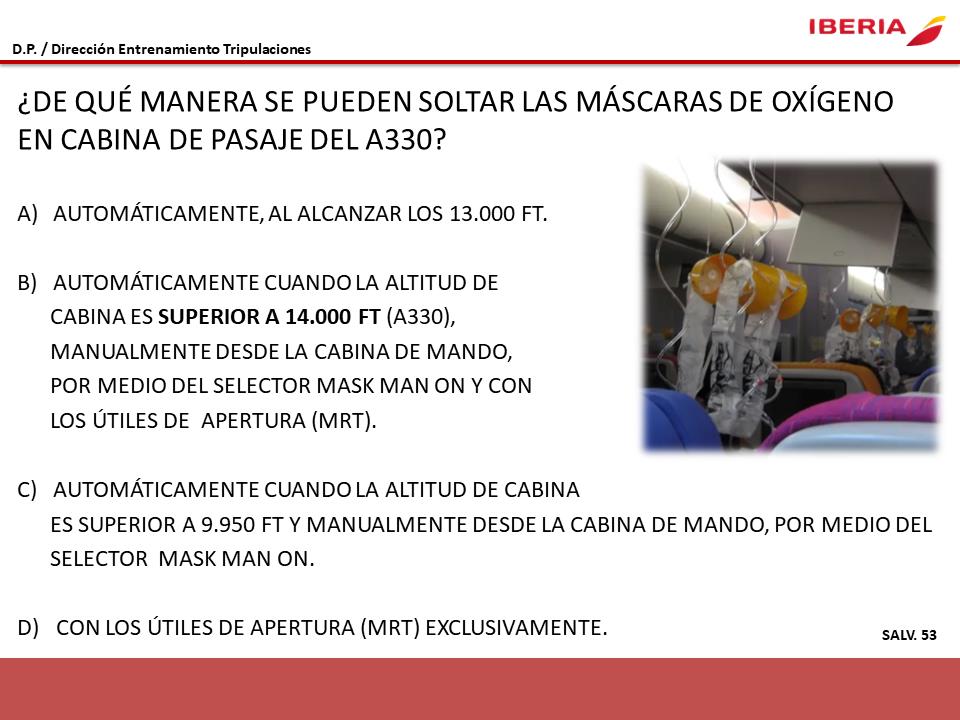 IBERIA
D.P. / Dirección Entrenamiento Tripulaciones
¿DE QUÉ MANERA SE PUEDEN SOLTAR LAS MÁSCARAS DE OXÍGENO
EN CABINA DE PASAJE DEL A330?
A) AUTOMÁTICAMENTE, AL ALCANZAR LOS 13.000 FT.
B) AUTOMÁTICAMENTE CUANDO LA ALTITUD DE
CABINA ES SUPERIOR A 14.000 FT (A330),
MANUALMENTE DESDE LA CABINA DE MANDO,
POR MEDIO DEL SELECTOR MASK MAN ON Y CON
LOS ÚTILES DE APERTURA (MRT).
C) AUTOMÁTICAMENTE CUANDO LA ALTITUD DE CABINA
ES SUPERIOR A 9.950 FT Y MANUALMENTE DESDE LA CABINA DE MANDO, POR MEDIO DEL
SELECTOR MASK MAN ON.
D) CON LOS ÚTILES DE APERTURA (MRT) EXCLUSIVAMENTE.
SALV. 53